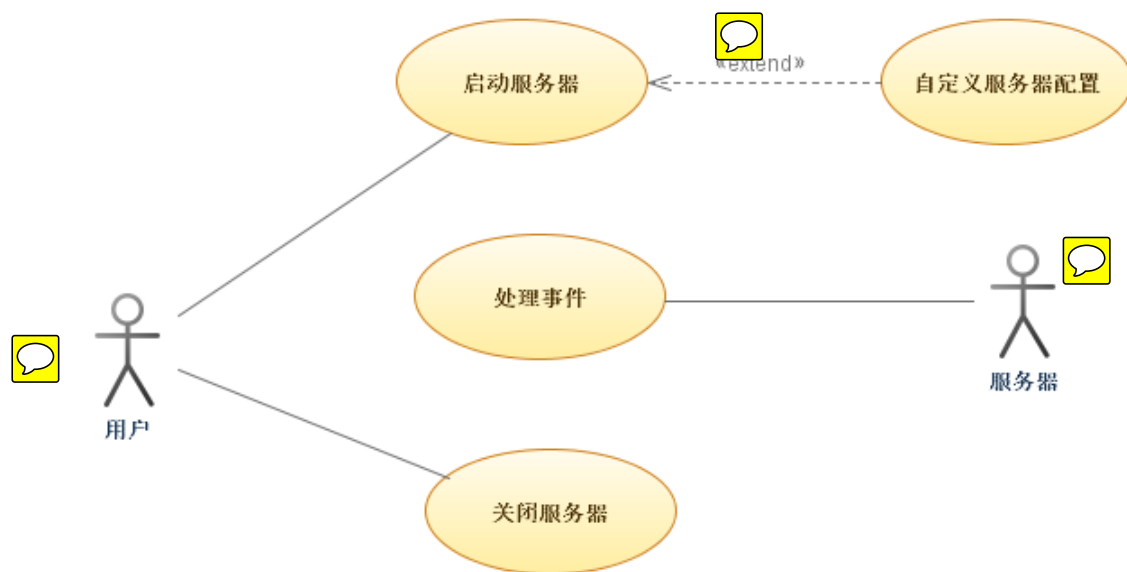 «extend»
启动服务器
自定义服务器配置
处理事件
服务器
用户
关闭服务器